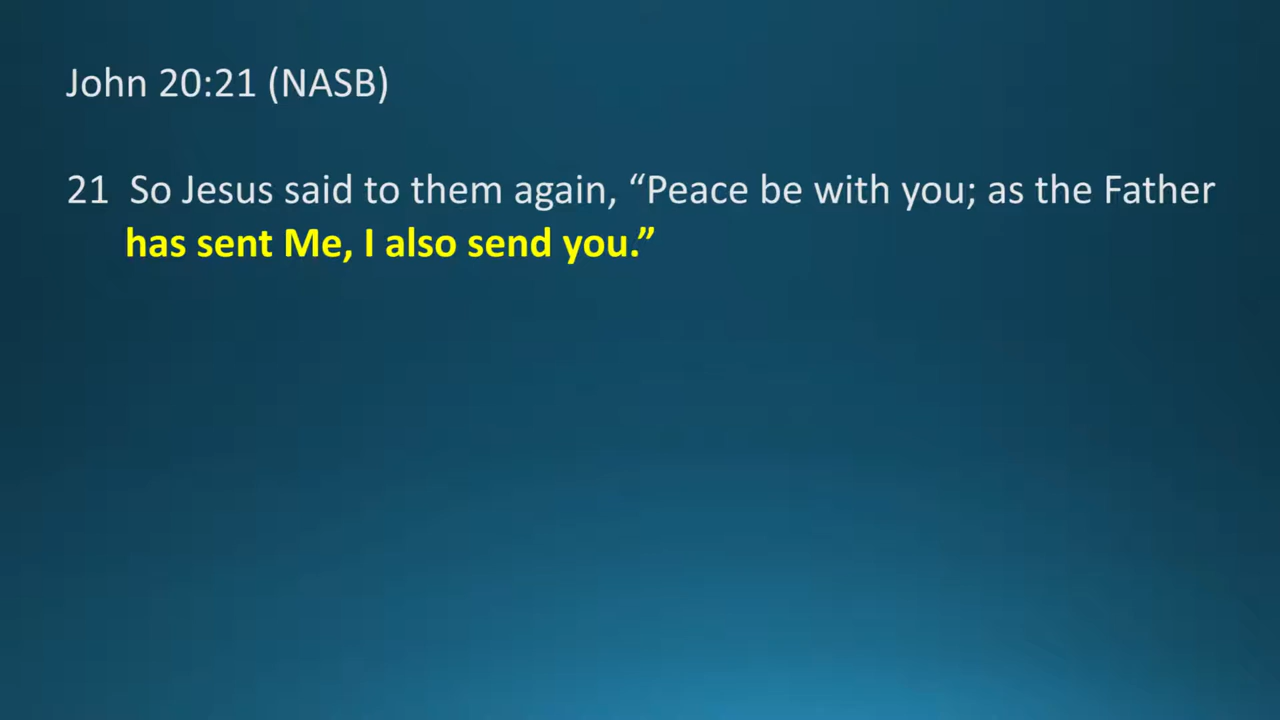 John 20:21 (NASB)
21 So Jesus said to them again, “Peace be with you; as the Father
has sent Me, I also send you.”